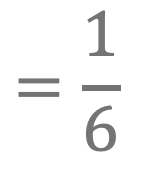 = 1/6